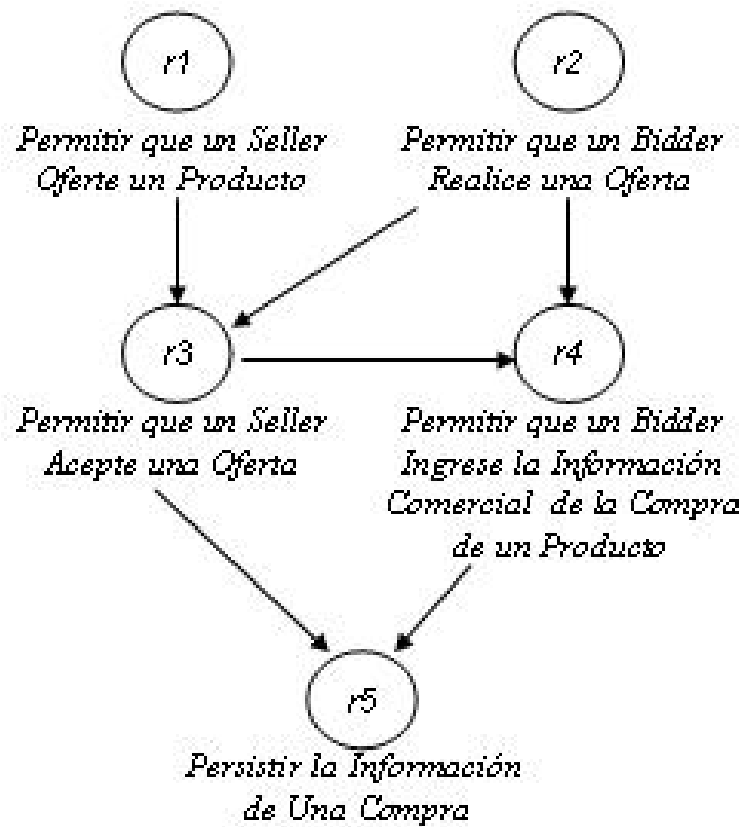 r1
Permitir que un Seller
Oferte un Producto
r2
Permitir que un Bidder
Realice una Oferta
r3
Permitir que un Seller
Acepte una Oferta
r4
Permitir que un Bidder
Ingrese la Información
Comercial de la Compra
de un Producto
r5
Persistir la Información
de Una Compra